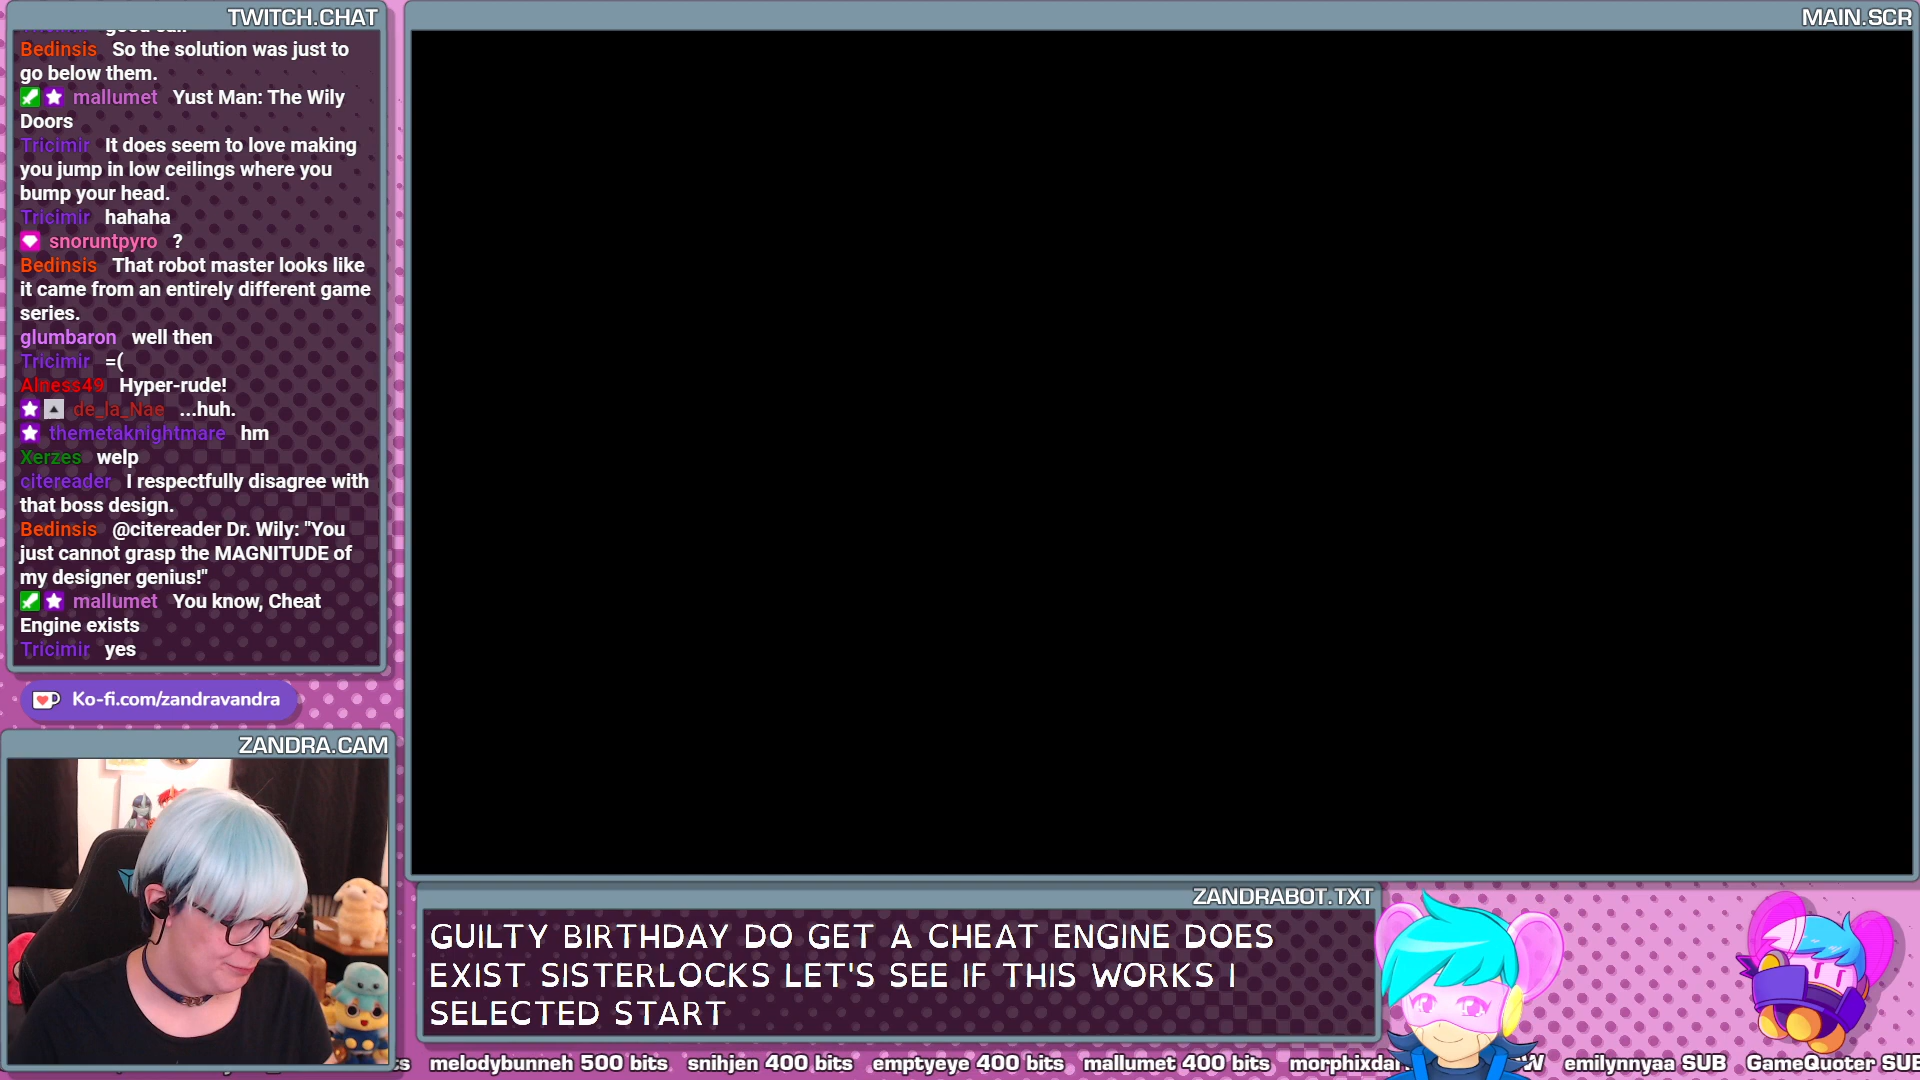 TWITCH.CHAT
Bedinsis So the solution was just to
go below them.
mallumet Yust Man: The Wily
Doors
Tricimir It does seem to love making
you jump in low ceilings where you
bump your head.
Tricimir hahaha
snoruntpyro ?
Bedinsis That robot master looks like
it came from an entirely different game
series.
glumbaron well then
Tricimir =(
Alness49 Hyper-rude!
de_la_Nae ...huh.
themetaknightmare hm
Xerzes welp
citereader I respectfully disagree with
that boss design.
Bedinsis @citereader Dr. Wily: "You
just cannot grasp the MAGNITUDE of
my designer genius!"
mallumet You know, Cheat
Engine exists
Tricimir yes
Ko-fi.com/zandravandra
ZANDRA.CAM
MAIN.SCR
ZANDRABOT.TXT
GUILTY BIRTHDAY DO GET A CHEAT ENGINE DOES
EXIST SISTERLOCKS LET'S SEE IF THIS WORKS I
SELECTED START
melodybunneh 500 bits snihjen 400 bits emptyeye 400 bits mallumet 400 bits emilynnyaa SUB GameQuoter